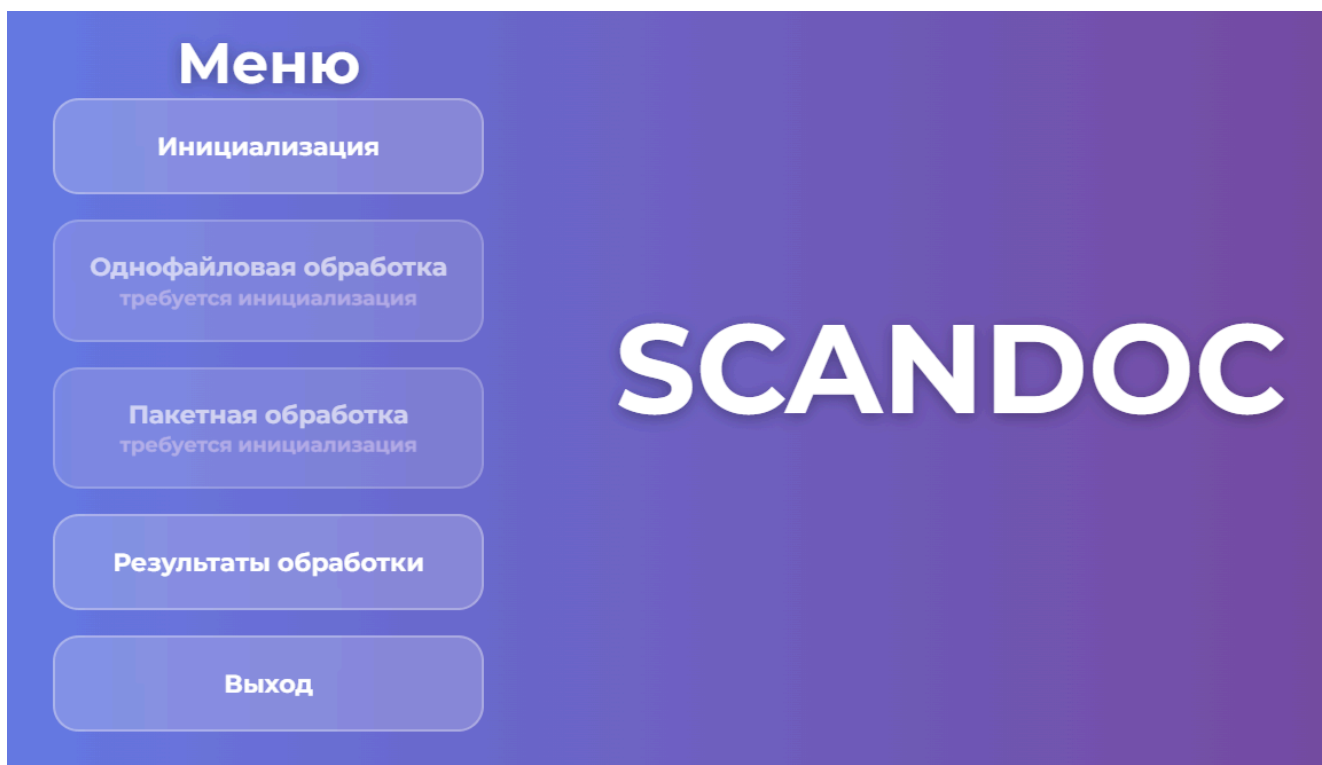 Меню
Инициализация
Однофайловая обработка
требуется инициализация
Пакетная обработка
требуется инициализация
Результаты обработки
Выход
SCANDOC